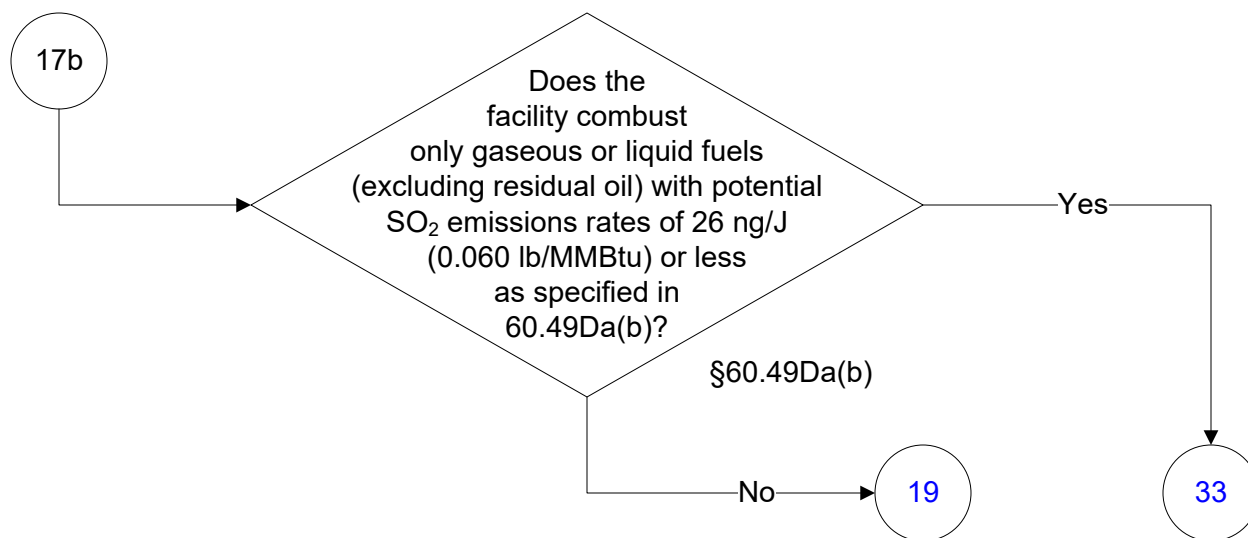 17b
Does the
facility combust
only gaseous or liquid fuels
(excluding residual oil) with potential
SO₂ emissions rates of 26 ng/J
(0.060 lb/MMBtu) or less
as specified in
60.49Da(b)?
Yes
§60.49Da(b)
No
19
33